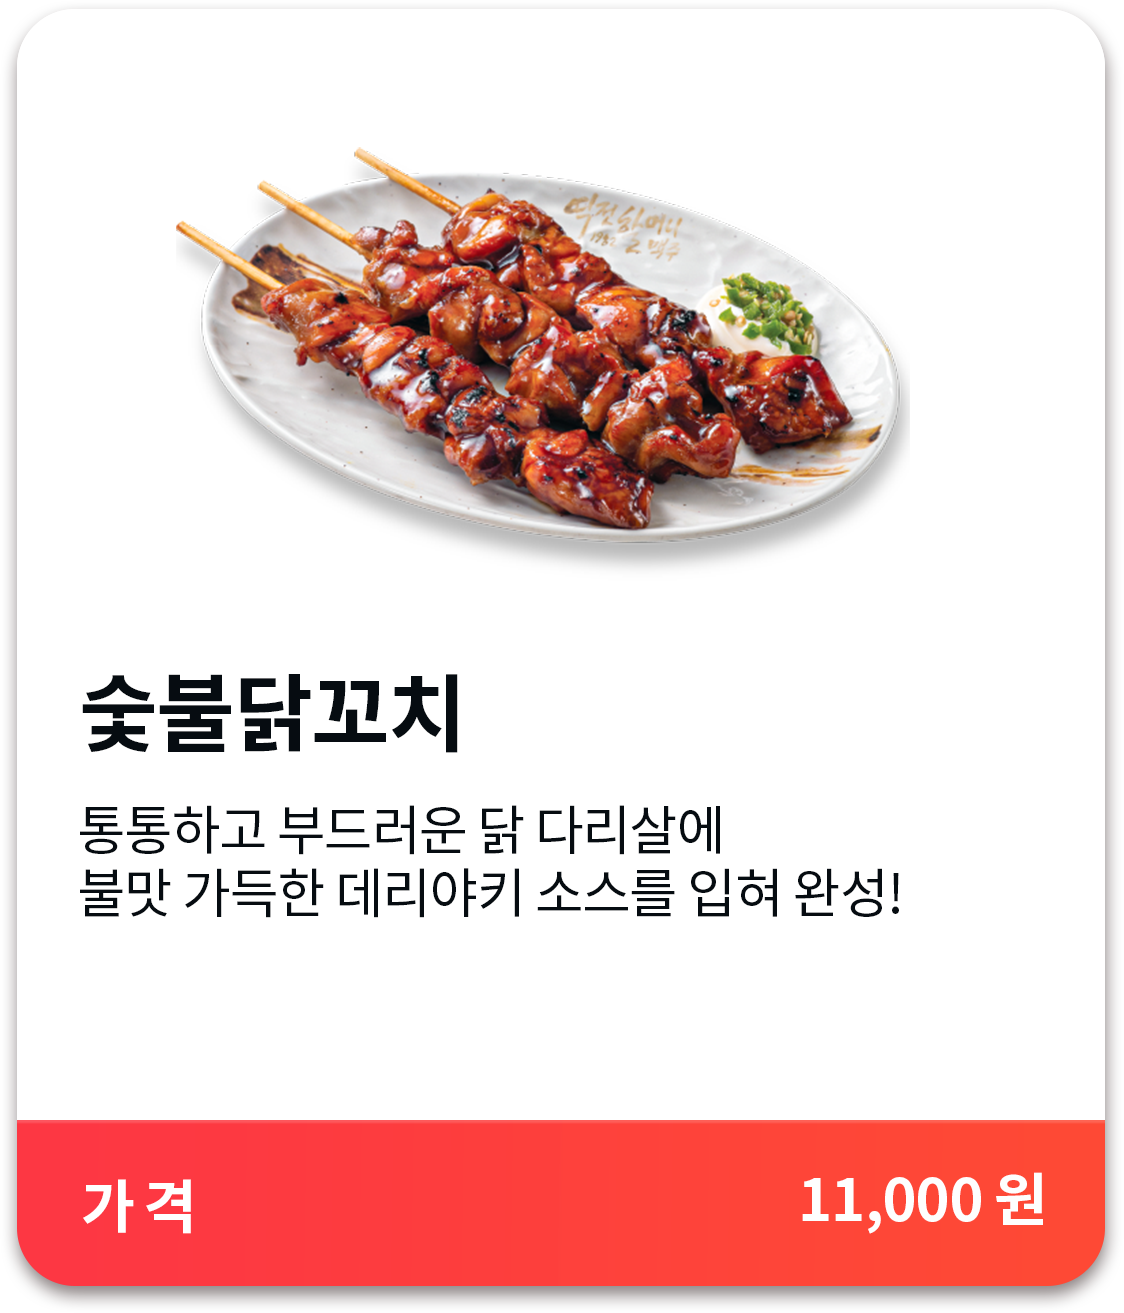 숯불닭꼬치
통통하고 부드러운 닭 다리살에
불맛 가득한 데리야키 소스를 입혀 완성!
가 격
11,000 원